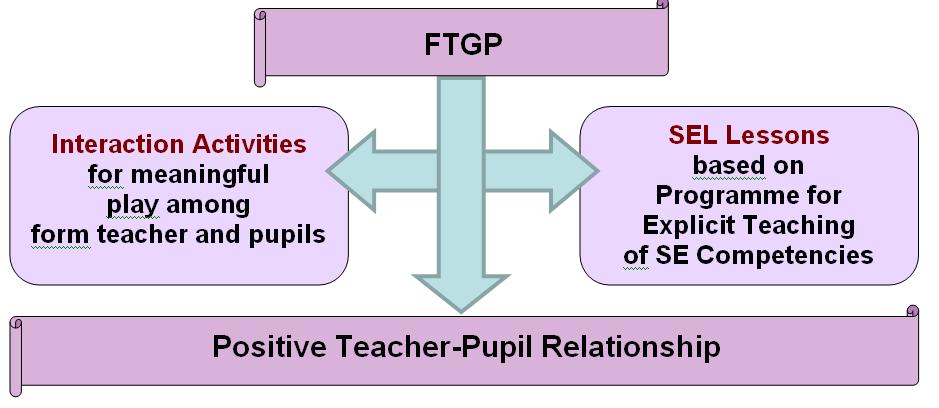 FTGP
Interaction Activities
for meaningful
play among
form teacher and pupils
SEL Lessons
based on
Programme for
Explicit Teaching
of SE Competencies
Positive Teacher-Pupil Relationship